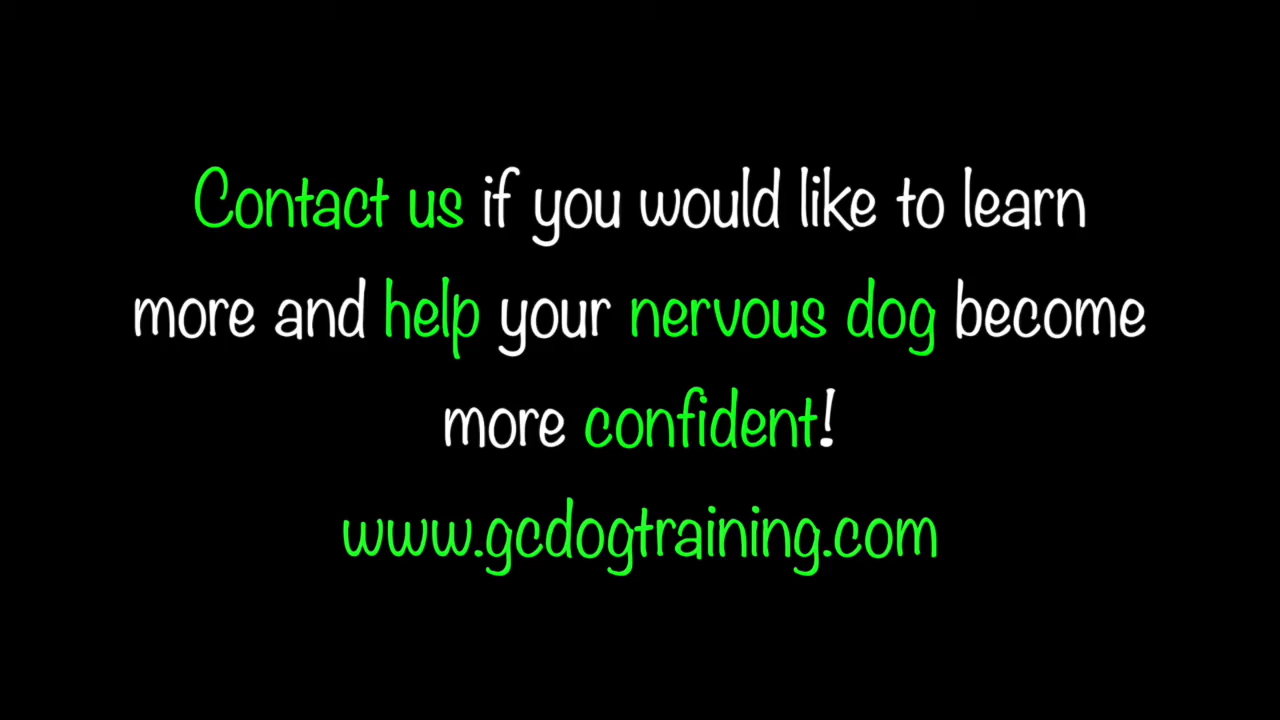 Contact us if you would like to learn
more and help your nervous dog become
more confident!
www.gcdogtraining.com